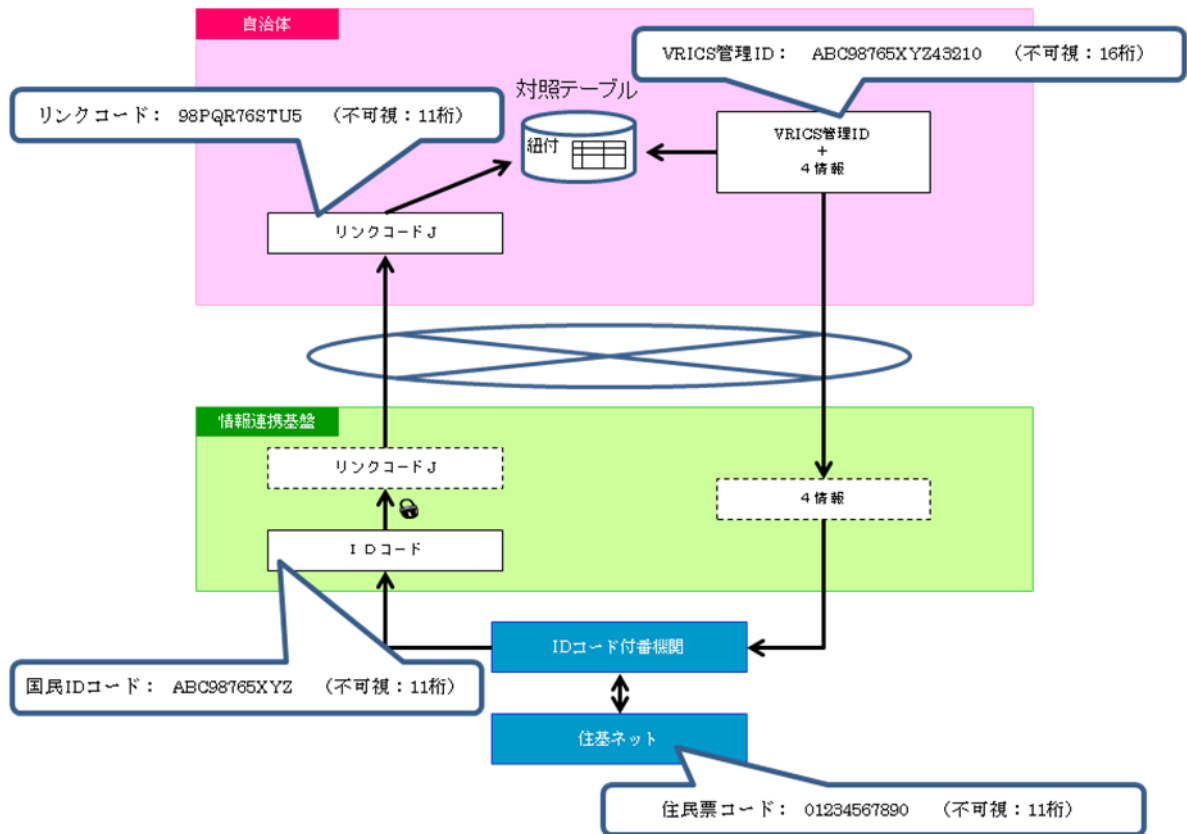 自治体
VRICS管理ID： ABC98765XYZ43210 （不可視：16桁）
対照テーブル
リンクコード： 98PQR76STU5 （不可視：11桁）
紐付
VRICS管理ID
+
４情報
リンクコードＪ
情報連携基盤
リンクコードＪ
４情報
ＩＤコード
IDコード付番機関
国民IDコード： ABC98765XYZ （不可視：11桁）
住基ネット
住民票コード： 01234567890 （不可視：11桁）